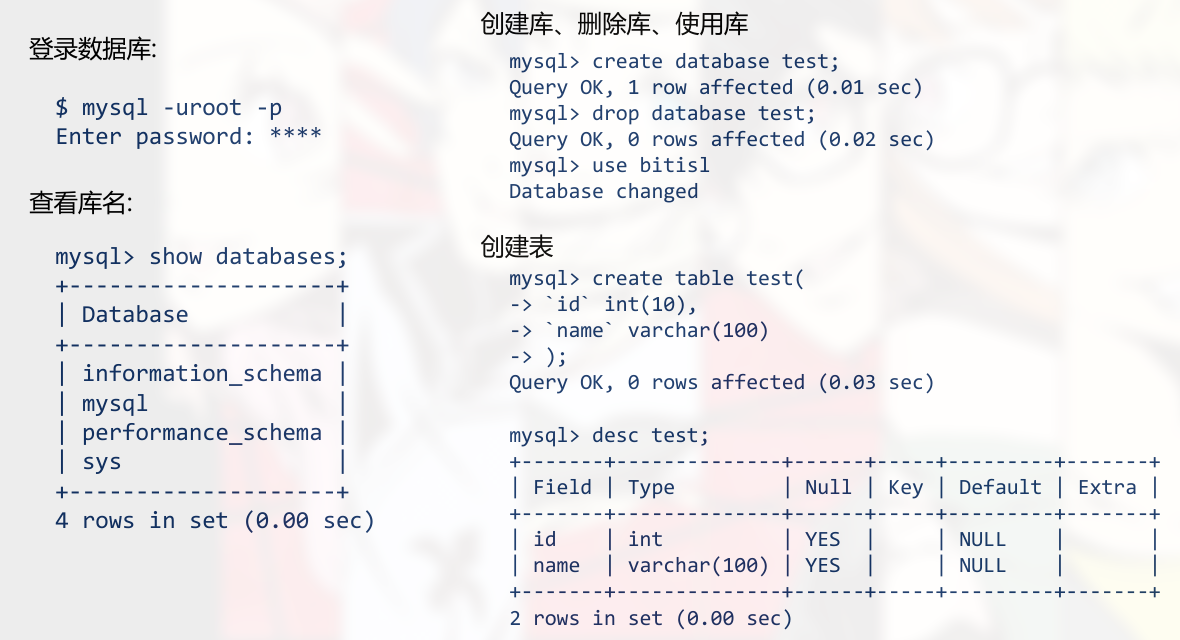 登录数据库:
$ mysql -uroot -p
Enter password: ****
查看库名:
mysql> show databases;
+--------------------+
| Database           |
+--------------------+
| information_schema |
| mysql              |
| performance_schema |
| sys                |
+--------------------+
4 rows in set (0.00 sec)
创建库、删除库、使用库
mysql> create database test;
Query OK, 1 row affected (0.01 sec)
mysql> drop database test;
Query OK, 0 rows affected (0.02 sec)
mysql> use bitisl
Database changed
创建表
mysql> create table test(
-> `id` int(10),
-> `name` varchar(100)
-> );
Query OK, 0 rows affected (0.03 sec)
mysql> desc test;
+-------+--------------+------+-----+---------+-------+
| Field | Type         | Null | Key | Default | Extra |
+-------+--------------+------+-----+---------+-------+
| id    | int          | YES  |     | NULL    |       |
| name  | varchar(100) | YES  |     | NULL    |       |
+-------+--------------+------+-----+---------+-------+
2 rows in set (0.00 sec)